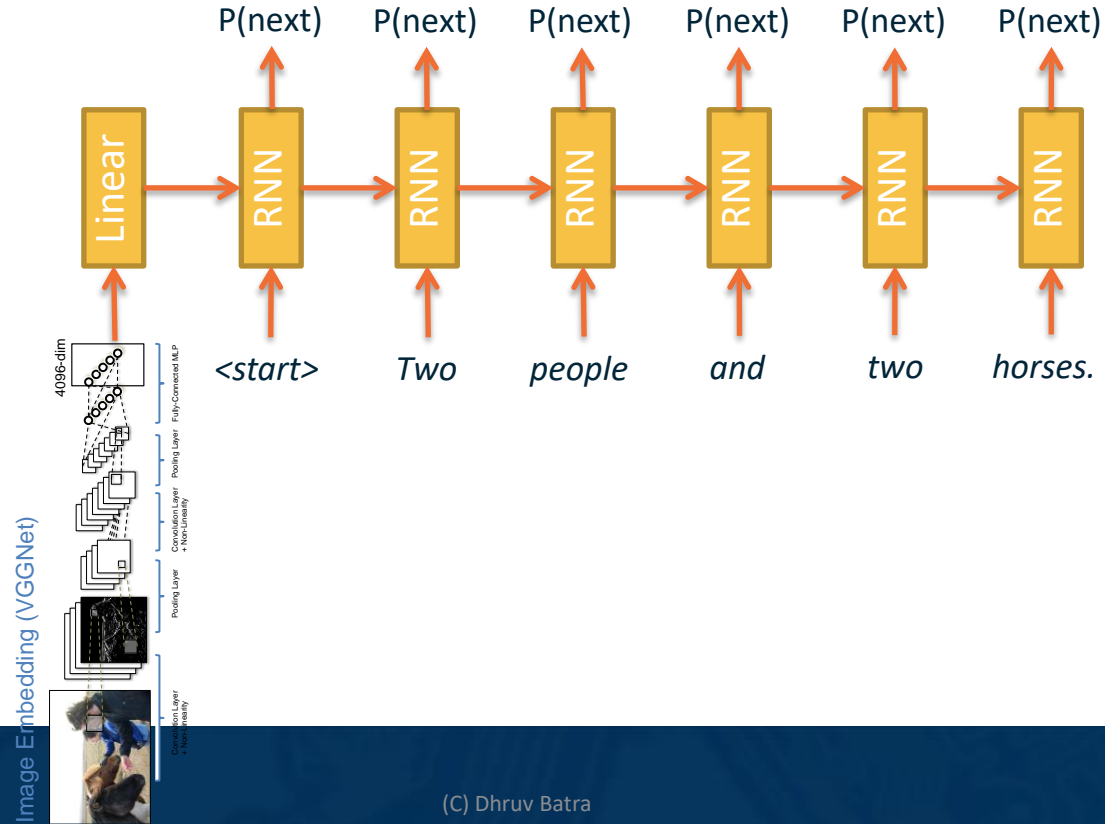 P(next) P(next) P(next) P(next) P(next) P(next)
Linear RNN RNN RNN RNN RNN RNN
<start> Two people and two horses.
4096-dim
Fully-Connected MLP
Pooling Layer
Convolution Layer
+ Non-Linearity
Pooling Layer
Convolution Layer
+ Non-Linearity
Image Embedding (VGGNet)
(C) Dhruv Batra